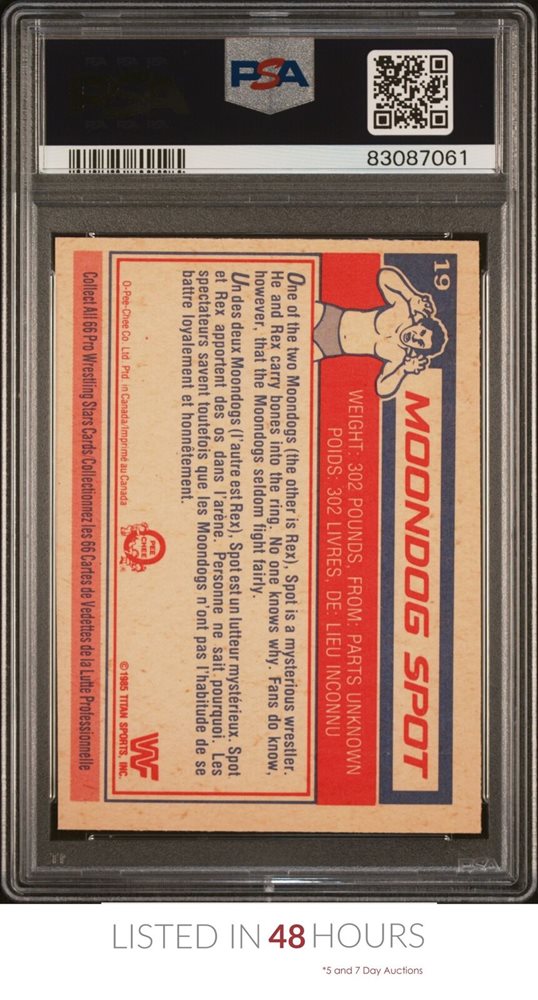 PSA
83087061
19
MOONDOG SPOT
WEIGHT: 302 POUNDS, FROM: PARTS UNKNOWN
POIDS: 302 LIVRES, DE: LIEU INCONNU
One of the two Moondogs (the other is Rex), Spot is a mysterious wrestler.
He and Rex carry bones into the ring. No one knows why. Fans do know,
however, that the Moondogs seldom fight fairly.
Un des deux Moondogs (l'autre est Rex), Spot est un lutteur mystérieux. Spot
et Rex apportent des os dans l'arène. Personne ne sait pourquoi. Les
spectateurs savent toutefois que les Moondogs n'ont pas l'habitude de se
battre loyalement et honnêtement.
O-Pee-Chee Co. Ltd. Ptd. in Canada/Imprimé au Canada
PEE
CHEE
WF
© 1985 TITAN SPORTS, INC.
Collect All 66 Pro Wrestling Stars Cards/Collectionnez les 66 Cartes de Vedettes de la Lutte Professionnelle
PSA
LISTED IN 48 HOURS
*5 and 7 Day Auctions